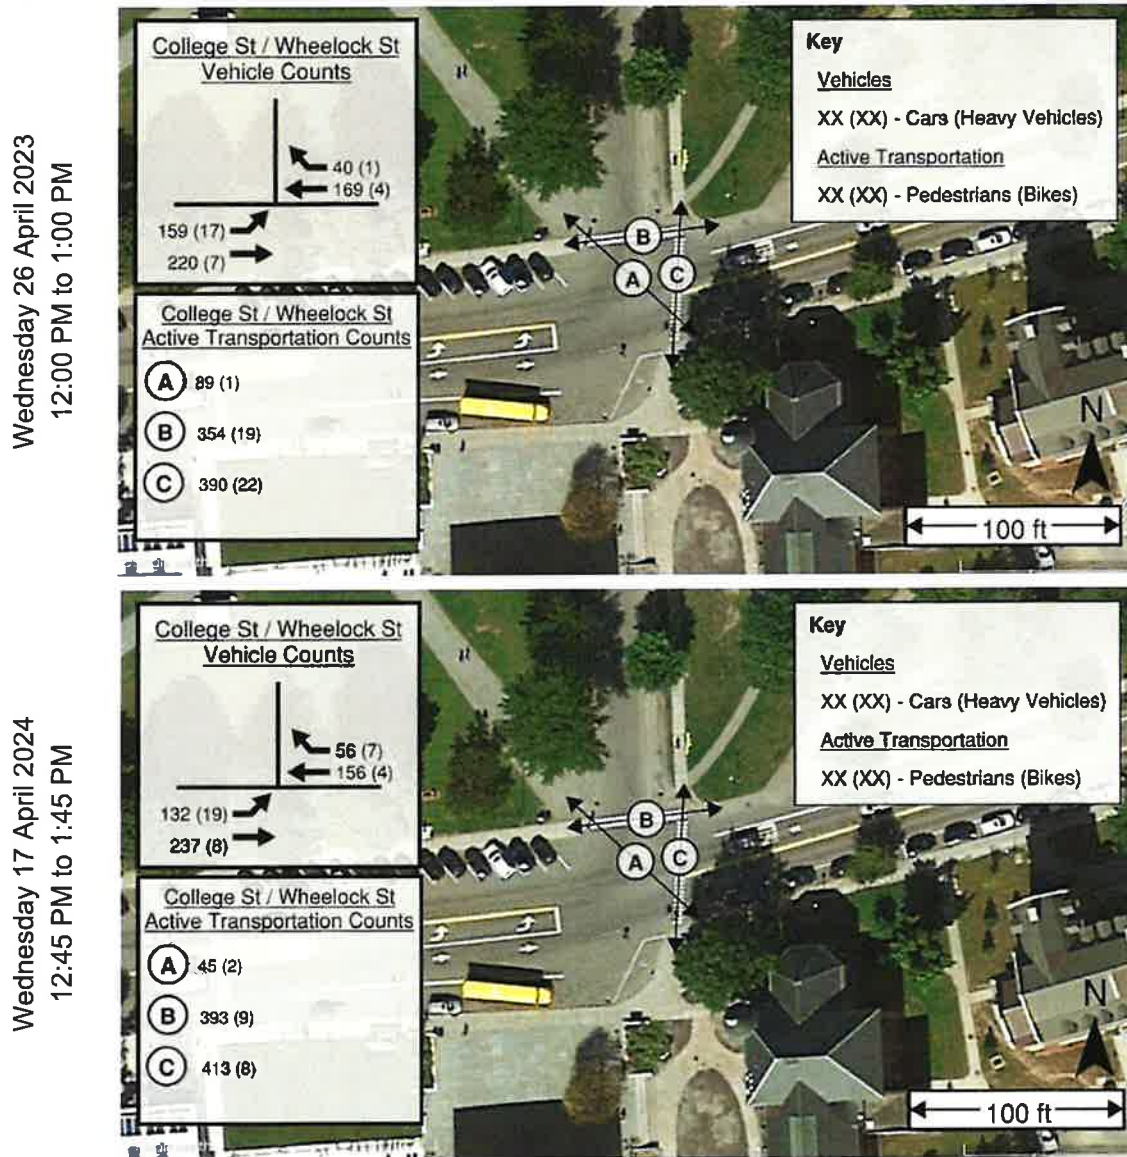 Wednesday 26 April 2023
12:00 PM to 1:00 PM
College St / Wheelock St
Vehicle Counts
40 (1)
169 (4)
159 (17)
220 (7)
College St / Wheelock St
Active Transportation Counts
A 89 (1)
B 354 (19)
C 390 (22)
B
A
C
Key
Vehicles
XX (XX) - Cars (Heavy Vehicles)
Active Transportation
XX (XX) - Pedestrians (Bikes)
N
100 ft
Wednesday 17 April 2024
12:45 PM to 1:45 PM
College St / Wheelock St
Vehicle Counts
56 (7)
156 (4)
132 (19)
237 (8)
College St / Wheelock St
Active Transportation Counts
A 45 (2)
B 393 (9)
C 413 (8)
B
A
C
Key
Vehicles
XX (XX) - Cars (Heavy Vehicles)
Active Transportation
XX (XX) - Pedestrians (Bikes)
N
100 ft